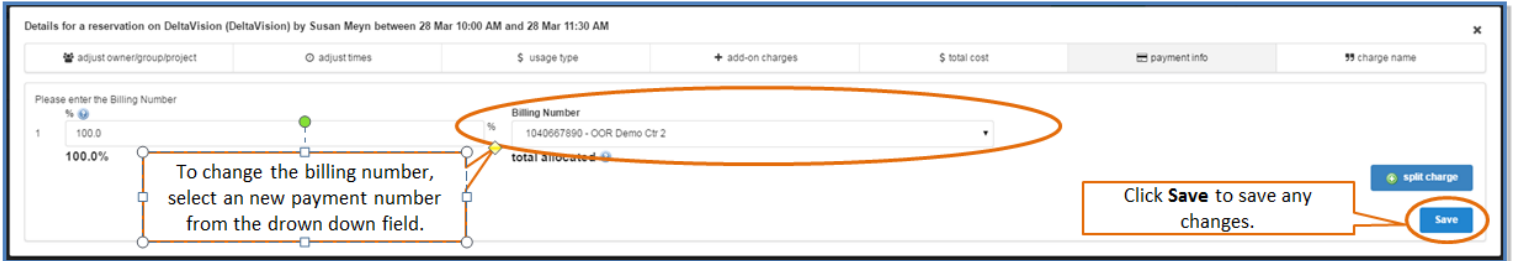 Details for a reservation on DeltaVision (DeltaVision) by Susan Meyn between 28 Mar 10:00 AM and 28 Mar 11:30 AM
adjust owner/group/project
adjust times
$ usage type
+ add-on charges
$ total cost
payment info
charge name
Please enter the Billing Number
%
Billing Number
1
100.0
%
1040667890 - OOR Demo Ctr 2
100.0%
total allocated
To change the billing number,
select an new payment number
from the drown down field.
split charge
Click Save to save any
changes.
Save